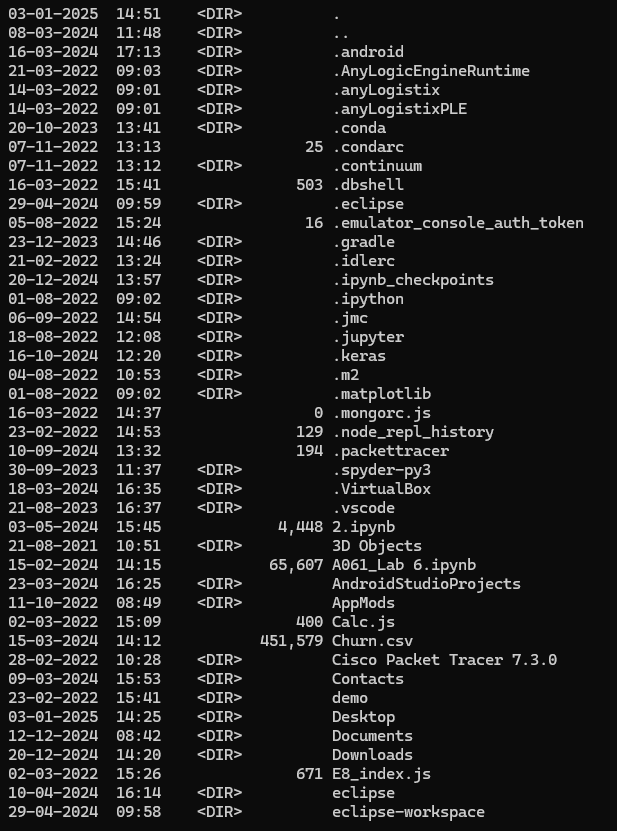 03-01-2025  14:51    <DIR>          .
08-03-2024  11:48    <DIR>          ..
16-03-2024  17:13    <DIR>          .android
21-03-2022  09:03    <DIR>          .AnyLogicEngineRuntime
14-03-2022  09:01    <DIR>          .anyLogistix
14-03-2022  09:01    <DIR>          .anyLogistixPLE
20-10-2023  13:41    <DIR>          .conda
07-11-2022  13:13                25 .condarc
07-11-2022  13:12    <DIR>          .continuum
16-03-2022  15:41               503 .dbshell
29-04-2024  09:59    <DIR>          .eclipse
05-08-2022  15:24                16 .emulator_console_auth_token
23-12-2023  14:46    <DIR>          .gradle
21-02-2022  13:24    <DIR>          .idlerc
20-12-2024  13:57    <DIR>          .ipynb_checkpoints
01-08-2022  09:02    <DIR>          .ipython
06-09-2022  14:54    <DIR>          .jmc
18-08-2022  12:08    <DIR>          .jupyter
16-10-2024  12:20    <DIR>          .keras
04-08-2022  10:53    <DIR>          .m2
01-08-2022  09:02    <DIR>          .matplotlib
16-03-2022  14:37                 0 .mongorc.js
23-02-2022  14:53               129 .node_repl_history
10-09-2024  13:32               194 .packettracer
30-09-2023  11:37    <DIR>          .spyder-py3
18-03-2024  16:35    <DIR>          .VirtualBox
21-08-2023  16:37    <DIR>          .vscode
03-05-2024  15:45             4,448 2.ipynb
21-08-2021  10:51    <DIR>          3D Objects
15-02-2024  14:15            65,607 A061_Lab 6.ipynb
23-03-2024  16:25    <DIR>          AndroidStudioProjects
11-10-2022  08:49    <DIR>          AppMods
02-03-2022  15:09               400 Calc.js
15-03-2024  14:12           451,579 Churn.csv
28-02-2022  10:28    <DIR>          Cisco Packet Tracer 7.3.0
09-03-2024  15:53    <DIR>          Contacts
23-02-2022  15:41    <DIR>          demo
03-01-2025  14:25    <DIR>          Desktop
12-12-2024  08:42    <DIR>          Documents
20-12-2024  14:20    <DIR>          Downloads
02-03-2022  15:26               671 E8_index.js
10-04-2024  16:14    <DIR>          eclipse
29-04-2024  09:58    <DIR>          eclipse-workspace